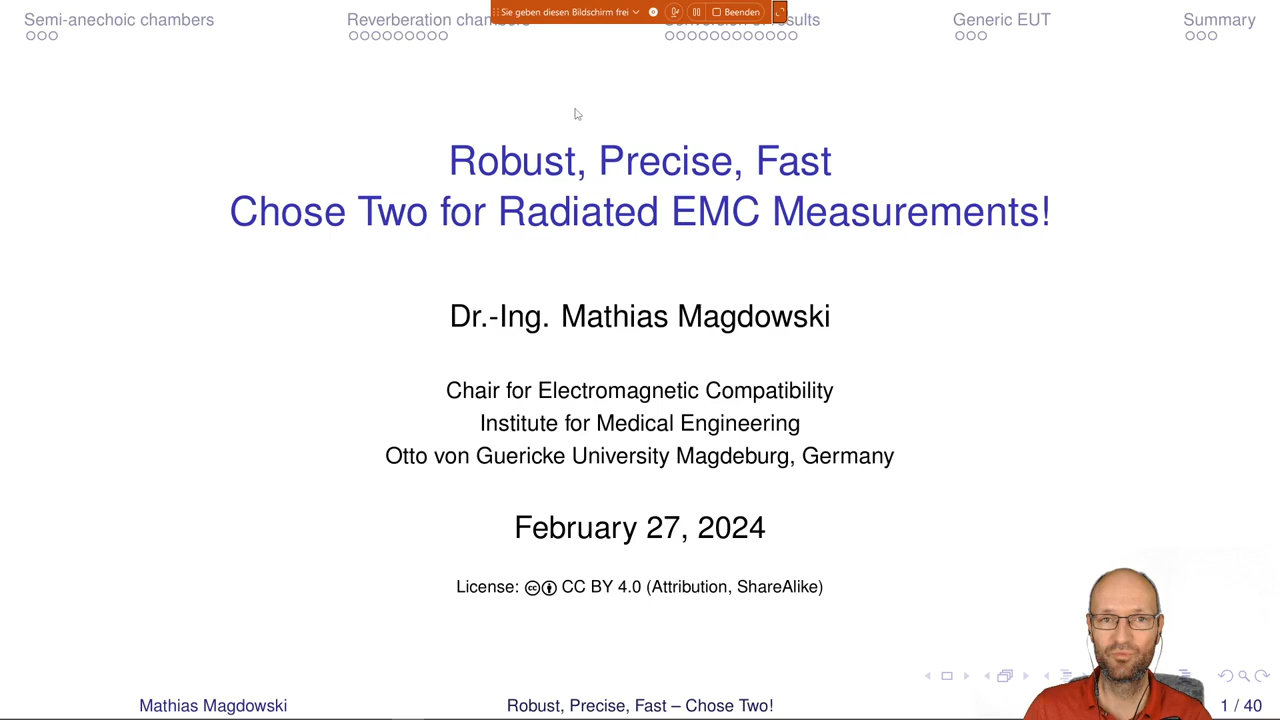 Semi-anechoic chambers
Reverberation cha
Sie geben diesen Bildschirm frei
Beenden
Generic EUT
Summary
Robust, Precise, Fast
Chose Two for Radiated EMC Measurements!
Dr.-Ing. Mathias Magdowski
Chair for Electromagnetic Compatibility
Institute for Medical Engineering
Otto von Guericke University Magdeburg, Germany
February 27, 2024
License: CC BY 4.0 (Attribution, ShareAlike)
Mathias Magdowski
Robust, Precise, Fast – Chose Two!
1 / 40